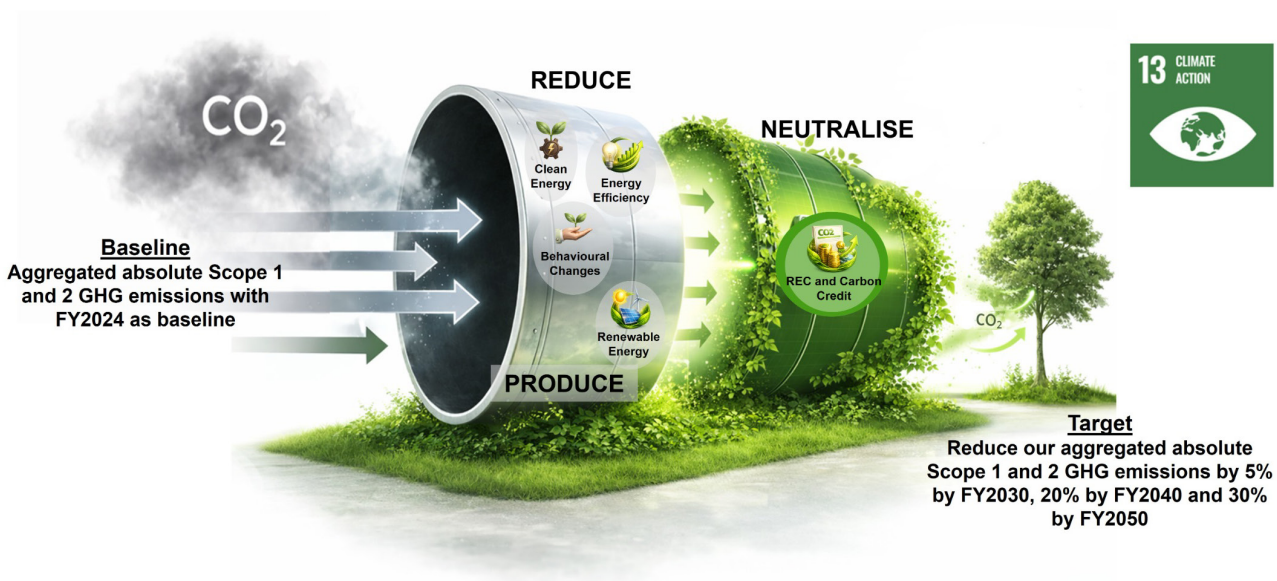 CO₂
REDUCE
NEUTRALISE
13 CLIMATE
ACTION
Clean
Energy
Energy
Efficiency
Behavioural
Changes
Renewable
Energy
PRODUCE
CO2
REC and Carbon
Credit
Baseline
Aggregated absolute Scope 1
and 2 GHG emissions with
FY2024 as baseline
CO₂
Target
Reduce our aggregated absolute
Scope 1 and 2 GHG emissions by 5%
by FY2030, 20% by FY2040 and 30%
by FY2050